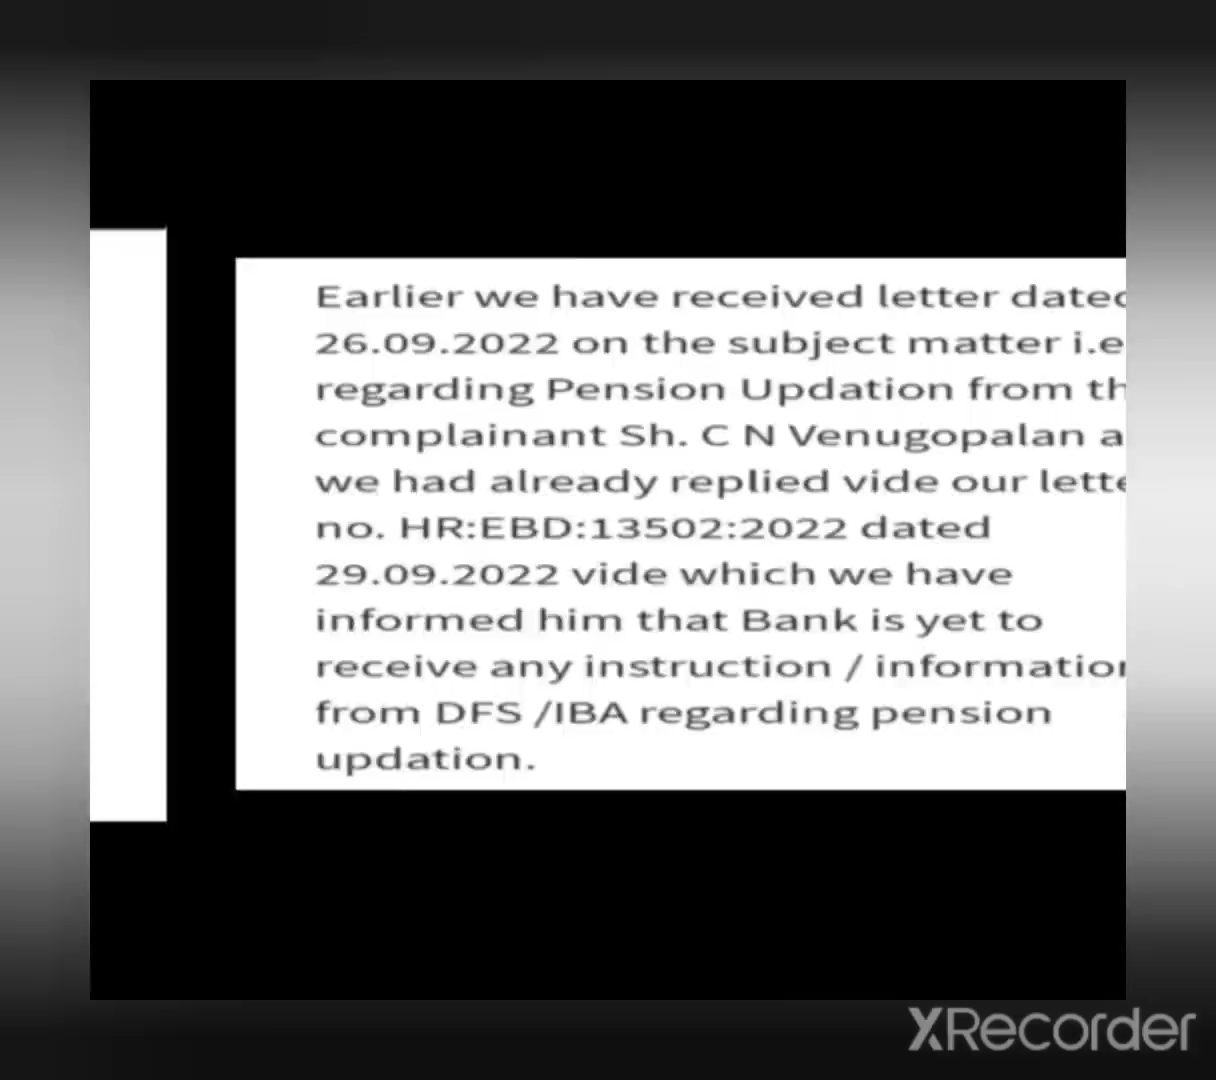 Earlier we have received letter dated
26.09.2022 on the subject matter i.e
regarding Pension Updation from th
complainant Sh. C N Venugopalan a
we had already replied vide our lette
no. HR:EBD:13502:2022 dated
29.09.2022 vide which we have
informed him that Bank is yet to
receive any instruction / information
from DFS /IBA regarding pension
updation.
XRecorder